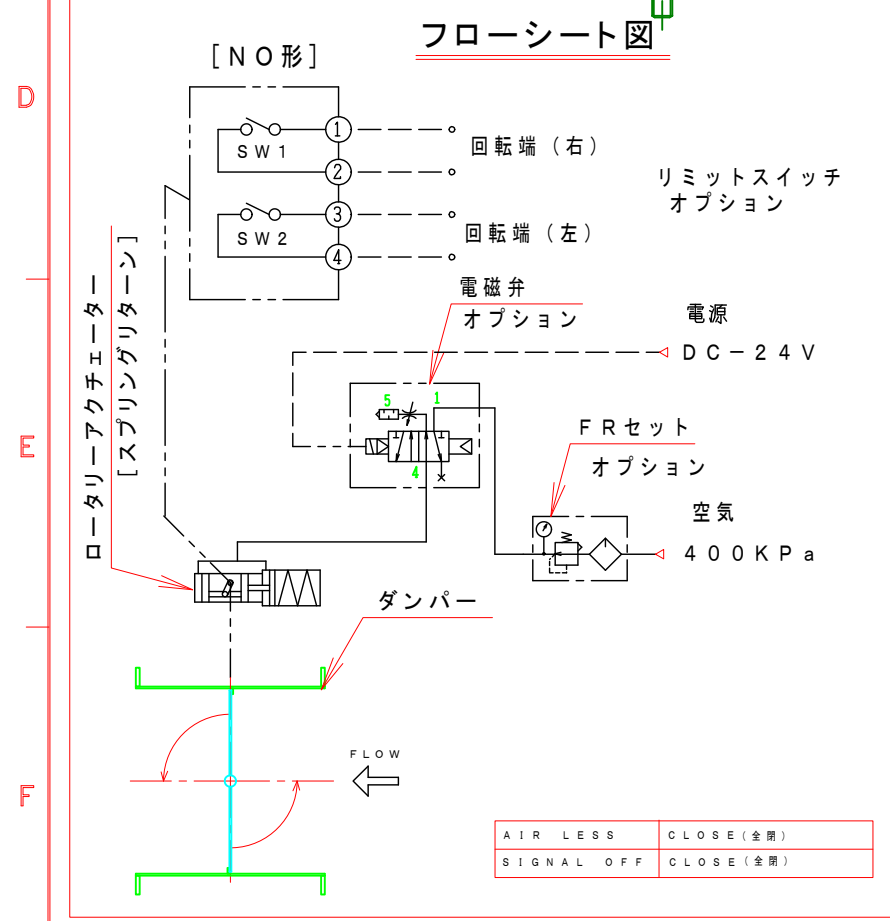 フローシート図
[NO形]
D
1
SW1
2
回転端(右)
リミットスイッチ
オプション
3
SW2
4
回転端(左)
ロータリーアクチェーター
[スプリングリターン]
電磁弁
オプション
電源
DC-24V
5
1
4
E
FRセット
オプション
空気
400KPa
ダンパー
FLOW
F
AIR LESS CLOSE(全閉)
SIGNAL OFF CLOSE(全閉)